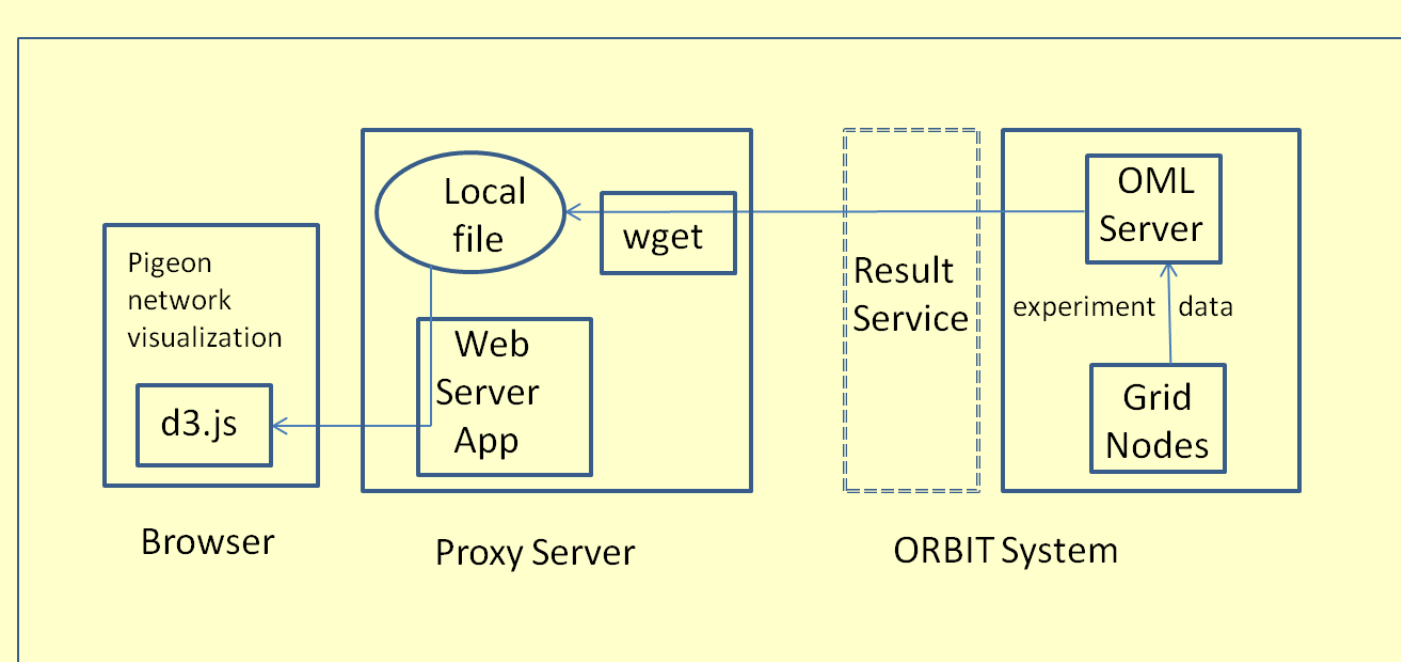 Pigeon
network
visualization
d3.js
Browser
Local
file
wget
Web
Server
App
Proxy Server
Result
Service
OML
Server
experiment data
Grid
Nodes
ORBIT System